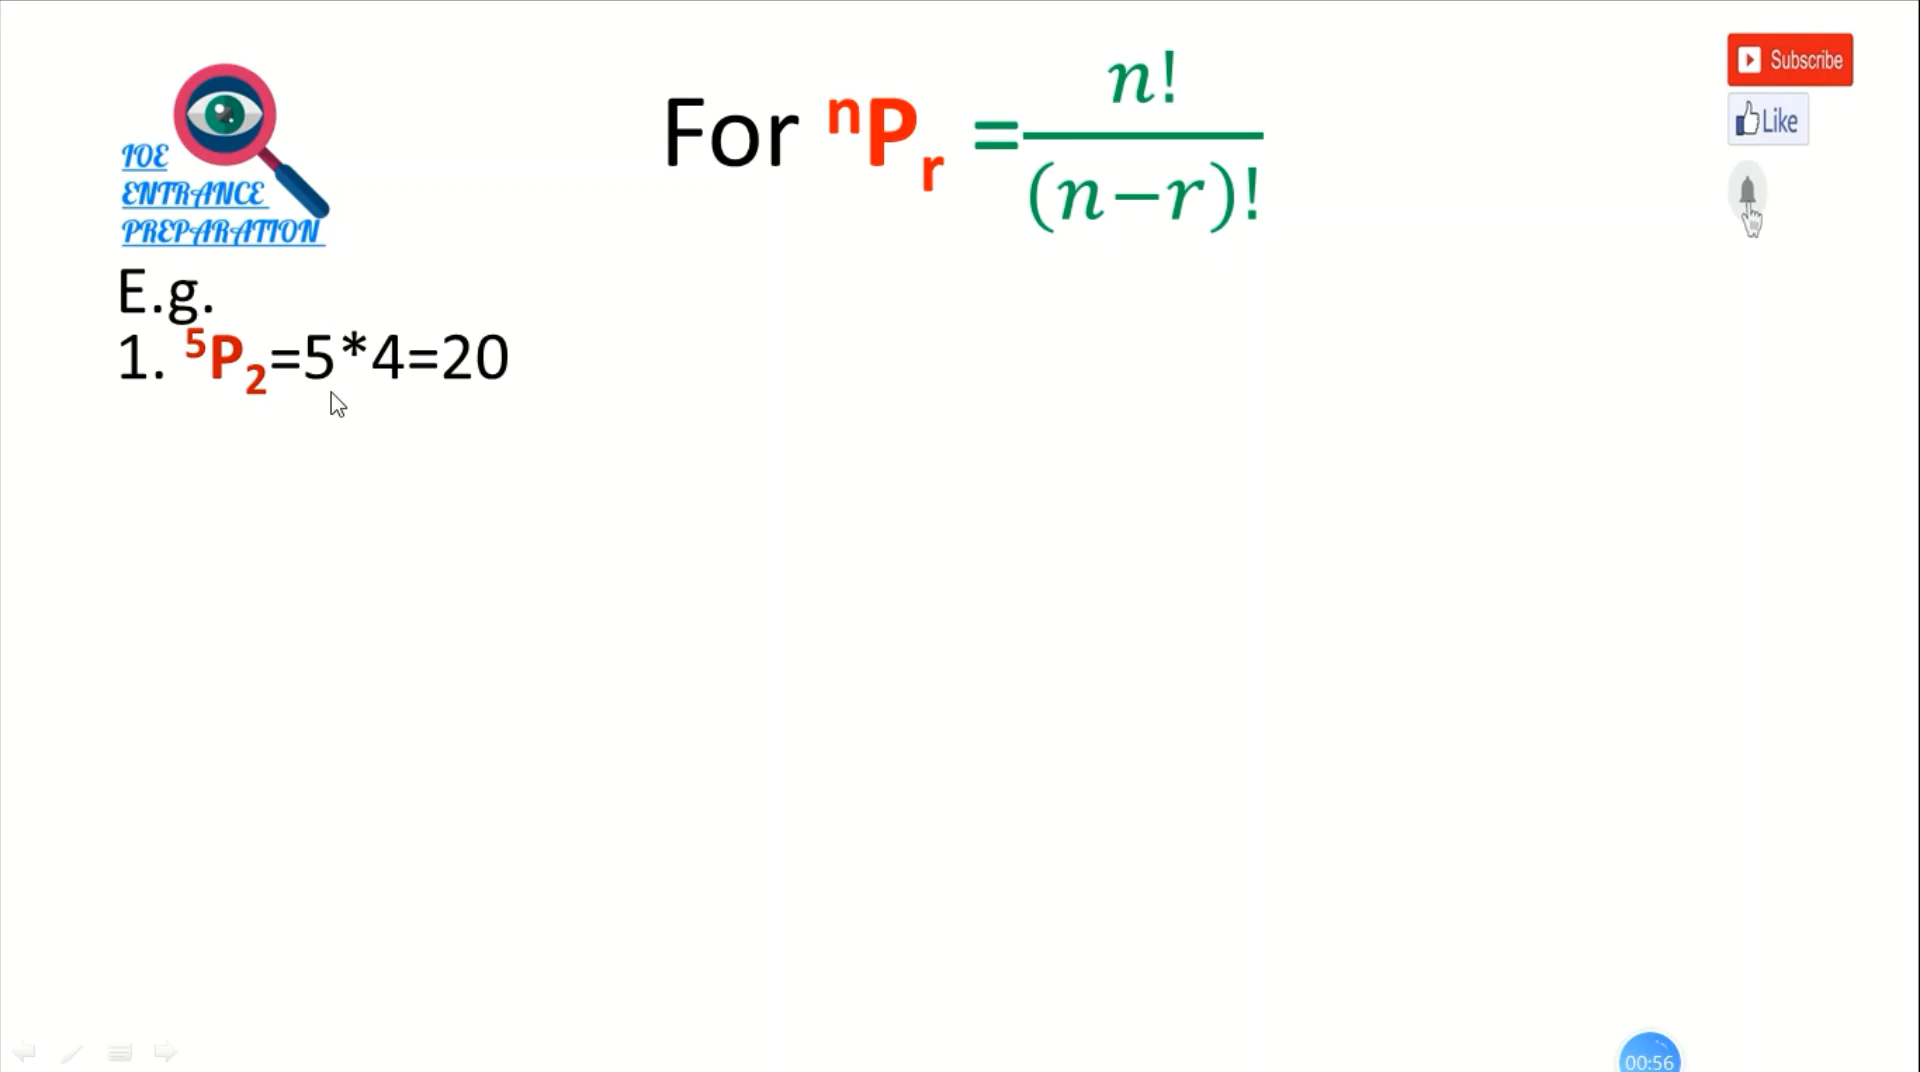 IOE
ENTRANCE
PREPARATION
For ⁿPᵣ = n!/(n−r)!
Subscribe
Like
E.g.
1. ⁵P₂=5*4=20
00:56